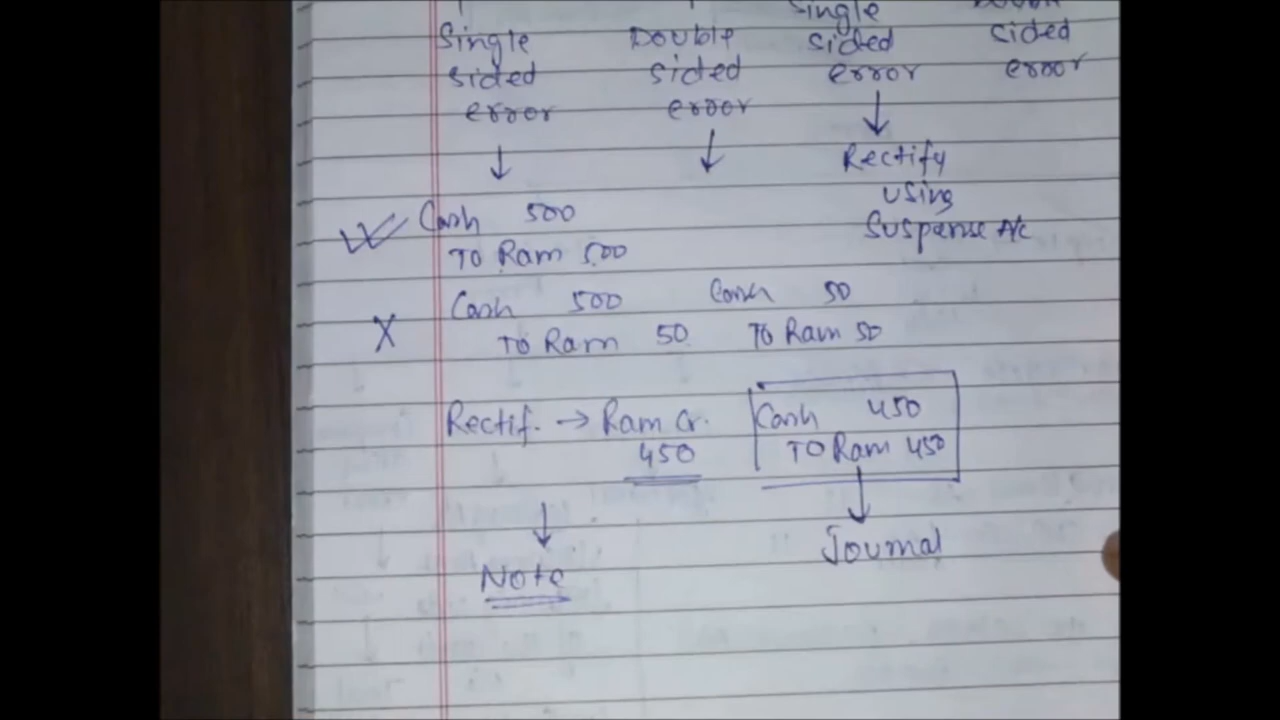 Single Double
Single Double sided sided
sided sided error error
error error
Rectify
using
Suspense A/c
Cash 500
To Ram 500
Cash 500 Cash 50
X To Ram 50 To Ram 50
Rectif. → Ram Cr. Cash 450
450 To Ram 450
Journal
Note